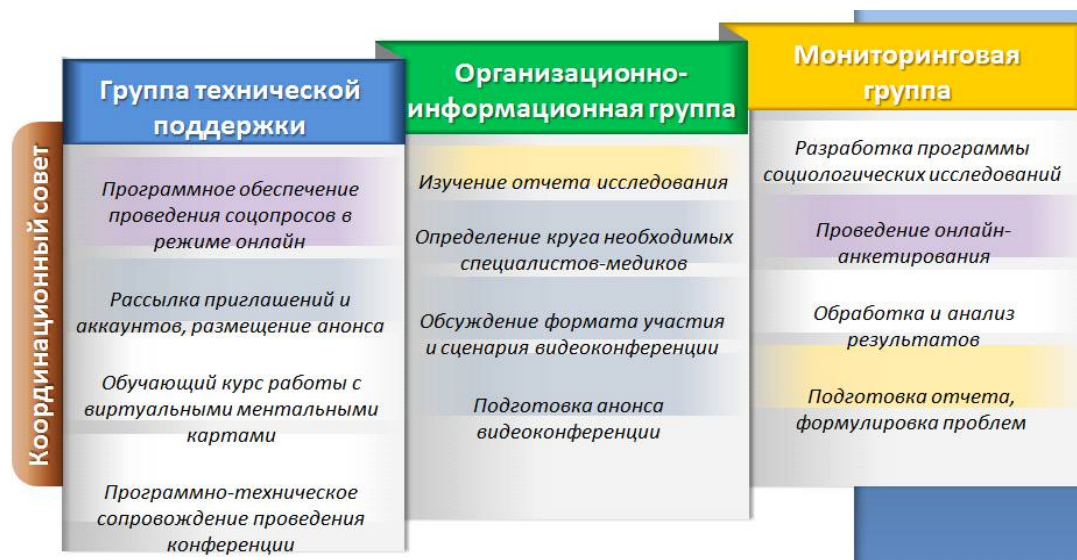 Координационный совет
Группа технической
поддержки
Программное обеспечение
проведения соцопросов в
режиме онлайн
Рассылка приглашений и
аккаунтов, размещение анонса
Обучающий курс работы с
виртуальными ментальными
картами
Программно-техническое
сопровождение проведения
конференции
Организационно-
информационная группа
Изучение отчета исследования
Определение круга необходимых
специалистов-медиков
Обсуждение формата участия
и сценария видеоконференции
Подготовка анонса
видеоконференции
Мониторинговая
группа
Разработка программы
социологических исследований
Проведение онлайн-
анкетирования
Обработка и анализ
результатов
Подготовка отчета,
формулировка проблем